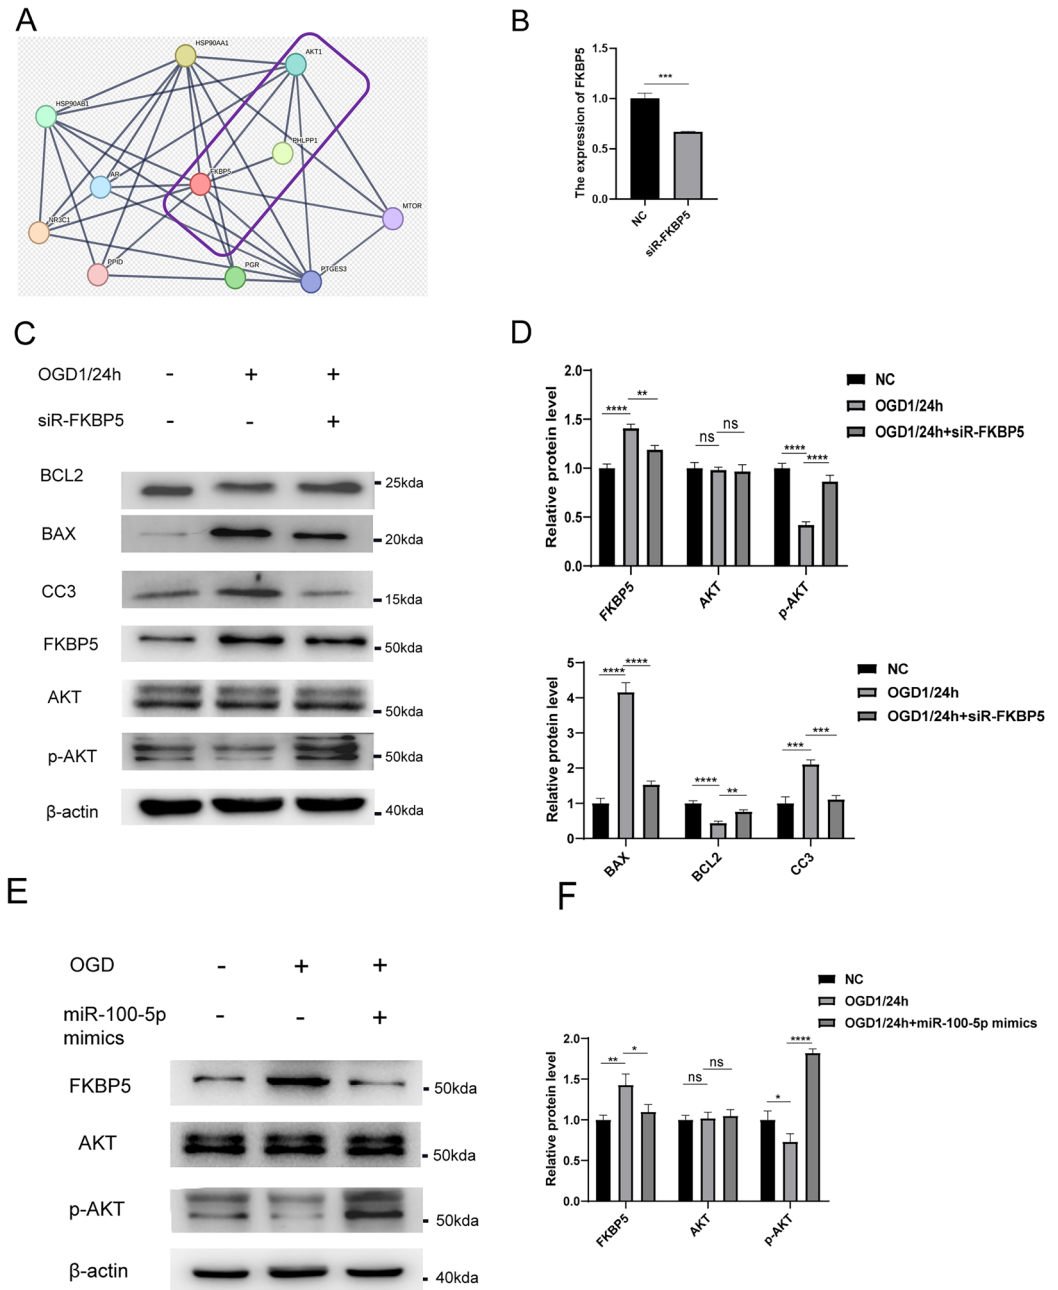 A
HSP90AA1
AKT1
HSP90AB1
PHLPP1
AR
FKBP5
NR3C1
MTOR
PPID
PGR
PTGES3
B
The expression of FKBP5
1.5
1.0
0.5
0.0
***
NC
siR-FKBP5
C
OGD1/24h - + +
siR-FKBP5 - - +
BCL2
25kda
BAX
20kda
CC3
15kda
FKBP5
50kda
AKT
50kda
p-AKT
50kda
β-actin
40kda
D
Relative protein level
2.0
1.5
1.0
0.5
0.0
**** **
ns ns
**** ****
FKBP5
AKT
p-AKT
NC
OGD1/24h
OGD1/24h+siR-FKBP5
Relative protein level
5
4
3
2
1
0
**** ****
**** **
*** ***
BAX
BCL2
CC3
NC
OGD1/24h
OGD1/24h+siR-FKBP5
E
OGD - + +
miR-100-5p - - +
mimics
FKBP5
50kda
AKT
50kda
p-AKT
50kda
β-actin
40kda
F
NC
OGD1/24h
OGD1/24h+miR-100-5p mimics
Relative protein level
2.0
1.5
1.0
0.5
0.0
** *
ns ns
* ****
FKBP5
AKT
p-AKT